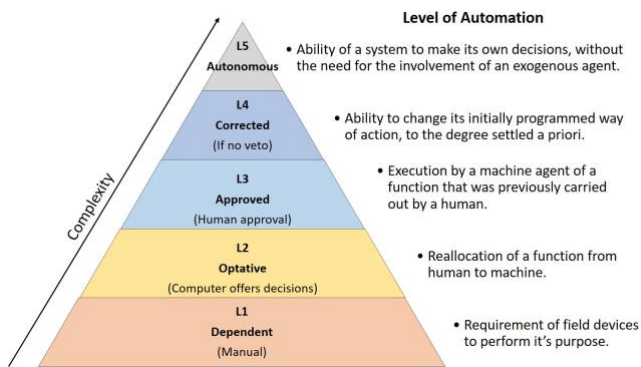 Level of Automation
L5
Autonomous
• Ability of a system to make its own decisions, without
the need for the involvement of an exogenous agent.
L4
Corrected
(If no veto)
• Ability to change its initially programmed way
of action, to the degree settled a priori.
L3
Approved
(Human approval)
• Execution by a machine agent of a
function that was previously carried
out by a human.
L2
Optative
(Computer offers decisions)
• Reallocation of a function from
human to machine.
L1
Dependent
(Manual)
• Requirement of field devices
to perform it's purpose.
Complexity